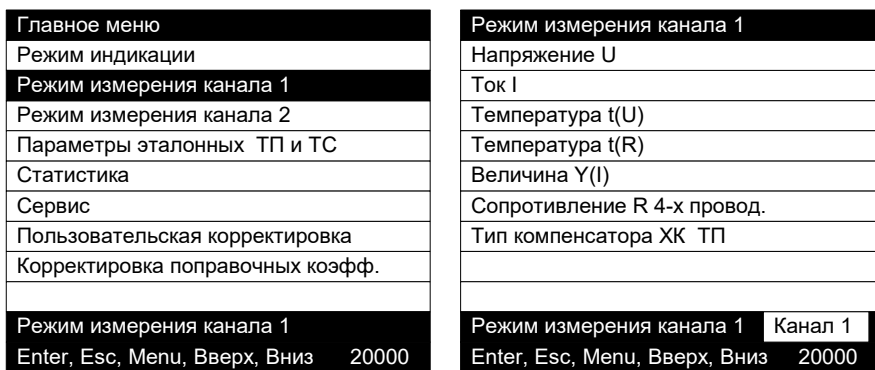 Главное меню
Режим индикации
Режим измерения канала 1
Режим измерения канала 2
Параметры эталонных ТП и ТС
Статистика
Сервис
Пользовательская корректировка
Корректировка поправочных коэфф.
Режим измерения канала 1
Enter, Esc, Menu, Вверх, Вниз 20000
Режим измерения канала 1
Напряжение U
Ток I
Температура t(U)
Температура t(R)
Величина Y(I)
Сопротивление R 4-х провод.
Тип компенсатора ХК ТП
Режим измерения канала 1 Канал 1
Enter, Esc, Menu, Вверх, Вниз 20000